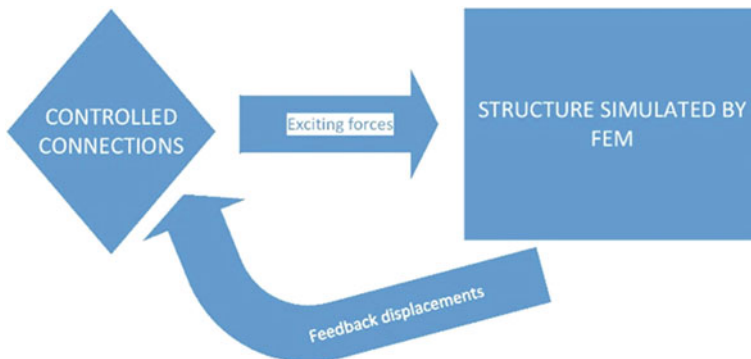 CONTROLLED
CONNECTIONS
Exciting forces
STRUCTURE SIMULATED BY
FEM
Feedback displacements